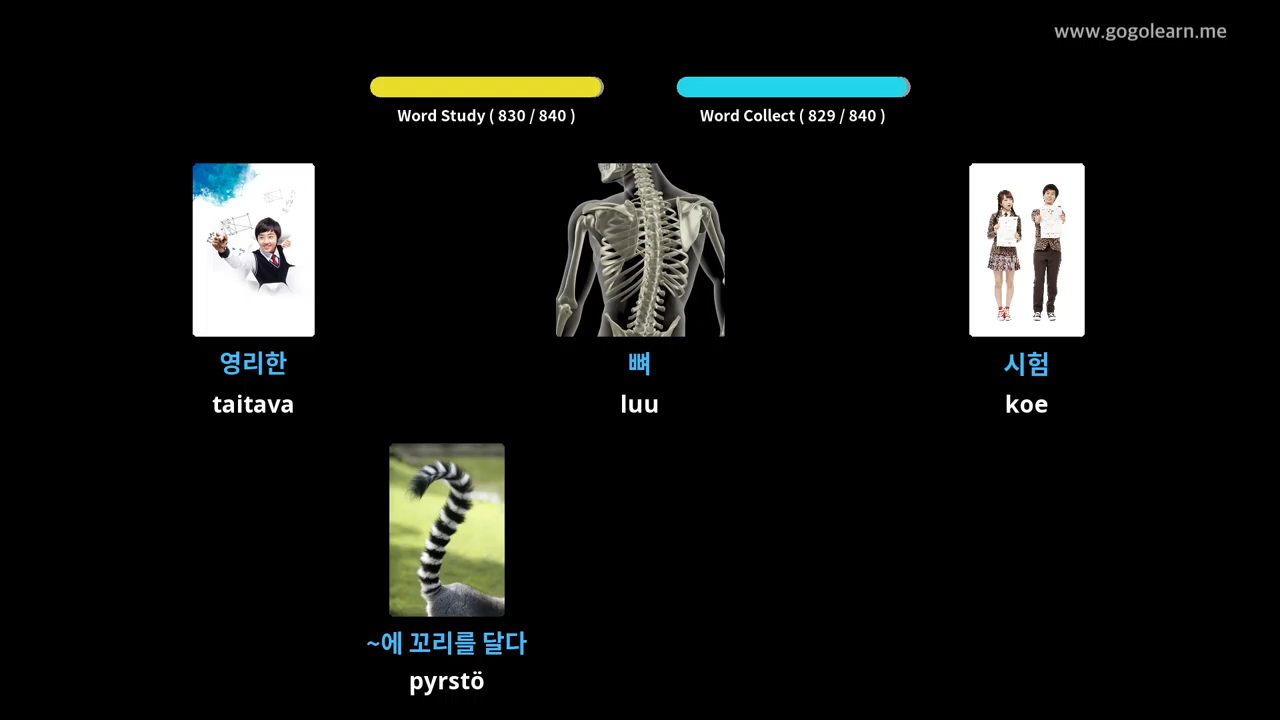 www.gogolearn.me
Word Study ( 830 / 840 )
Word Collect ( 829 / 840 )
영리한
뼈
시험
taitava
luu
koe
~에 꼬리를 달다
pyrstö